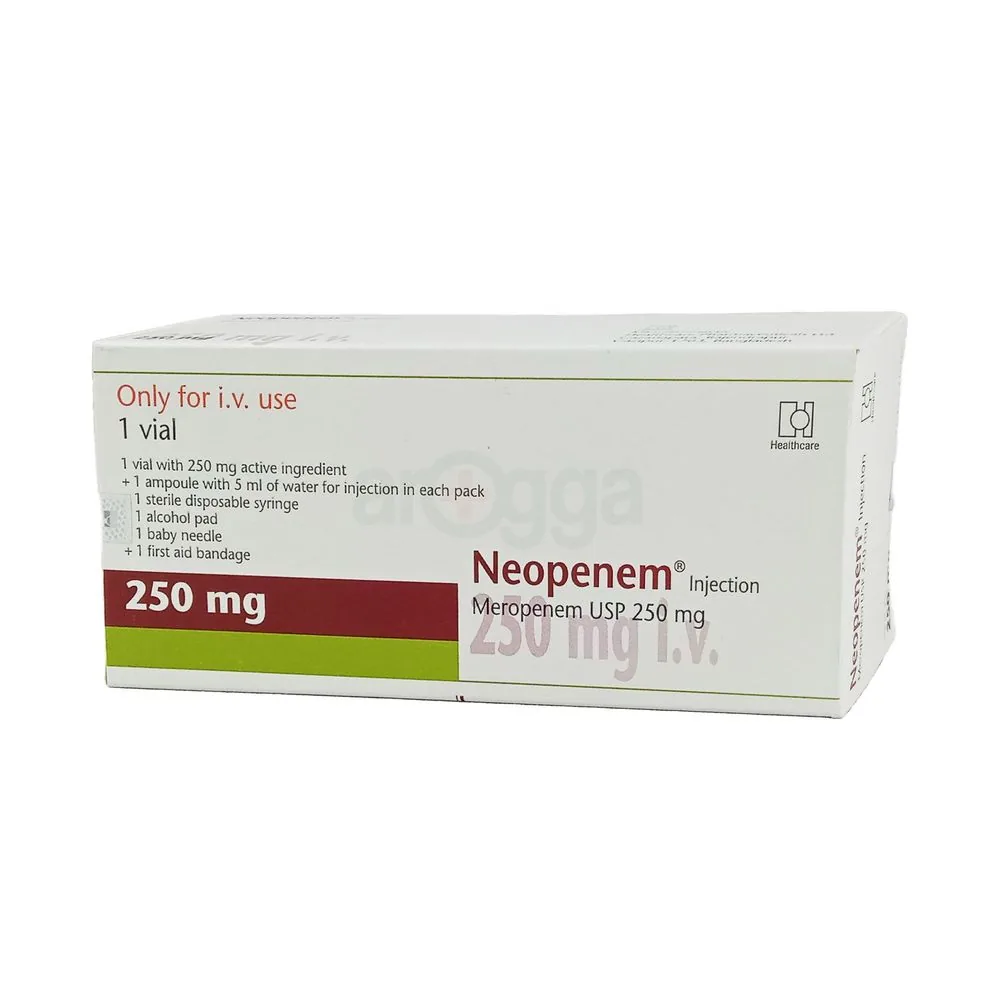 Only for i.v. use
1 vial
1 vial with 250 mg active ingredient
+ 1 ampoule with 5 ml of water for injection in each pack
1 sterile disposable syringe
1 alcohol pad
1 baby needle
+ 1 first aid bandage
250 mg
Healthcare
Neopenem® Injection
Meropenem USP 250 mg
250 mg i.v.
arogga
Neopenem® Injection